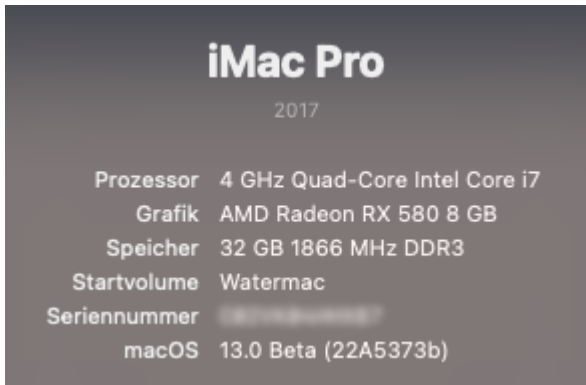 iMac Pro
2017
Prozessor 4 GHz Quad-Core Intel Core i7
Grafik AMD Radeon RX 580 8 GB
Speicher 32 GB 1866 MHz DDR3
Startvolume Watermac
Seriennummer
macOS 13.0 Beta (22A5373b)